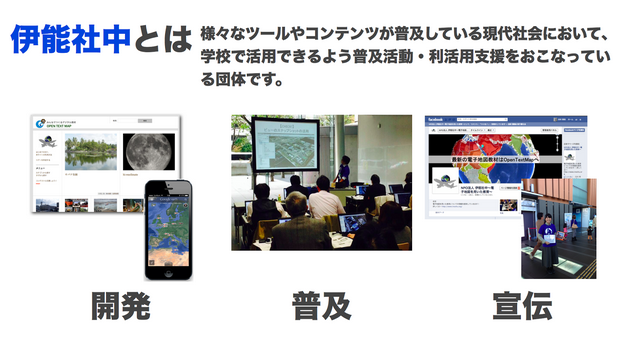 伊能社中とは
様々なツールやコンテンツが普及している現代社会において、
学校で活用できるよう普及活動・利活用支援をおこなってい
る団体です。
OPEN TEXT MAP
facebook
最新の電子地図教材はOpenTextMapへ
開発
普及
宣伝